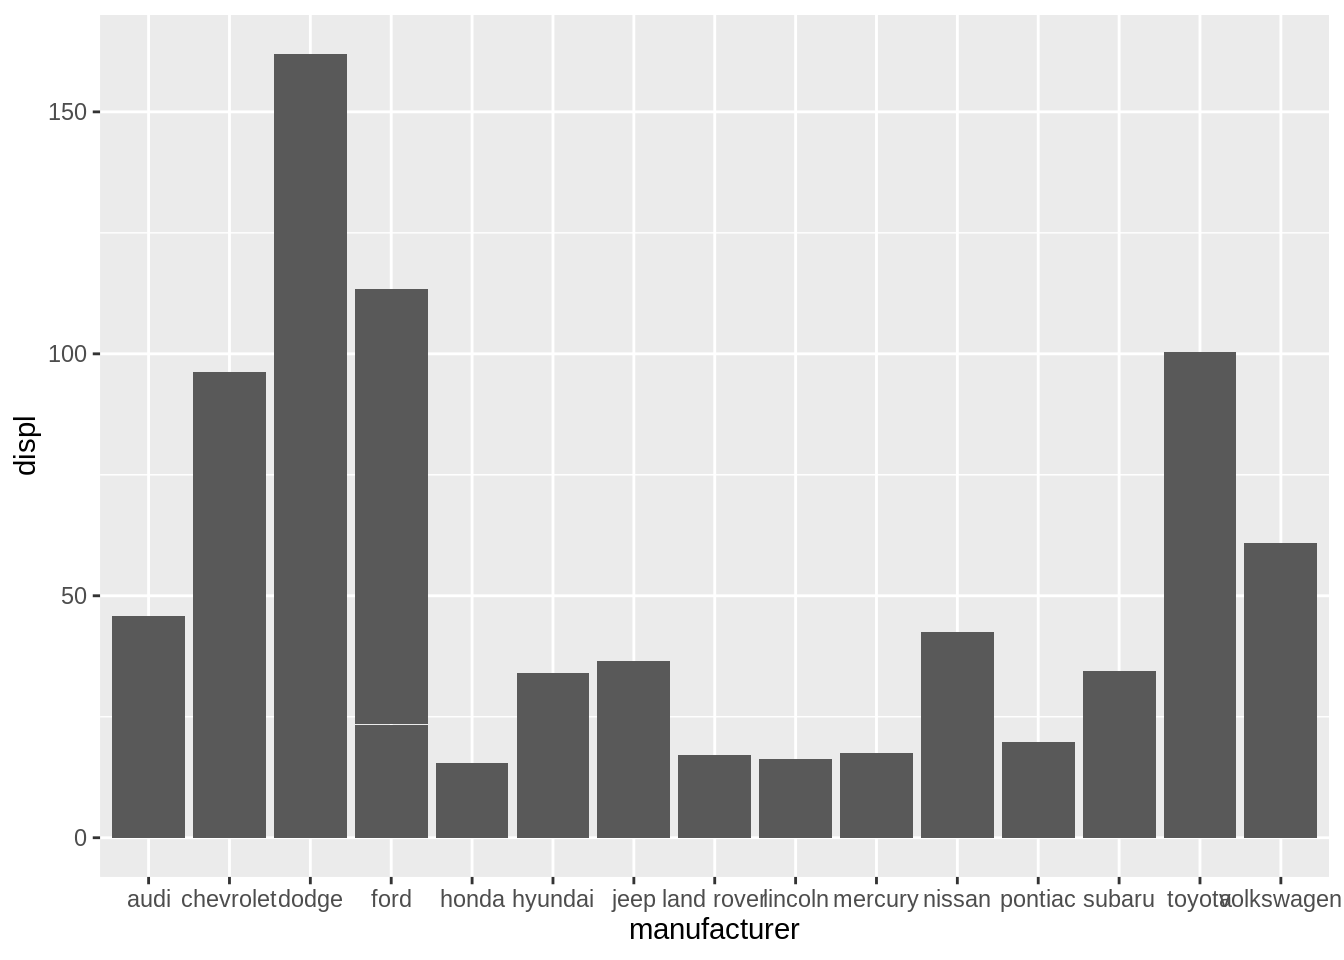 150
100
50
0
displ
audi chevrolet dodge ford honda hyundai jeep land rover lincoln mercury nissan pontiac subaru toyota volkswagen
manufacturer